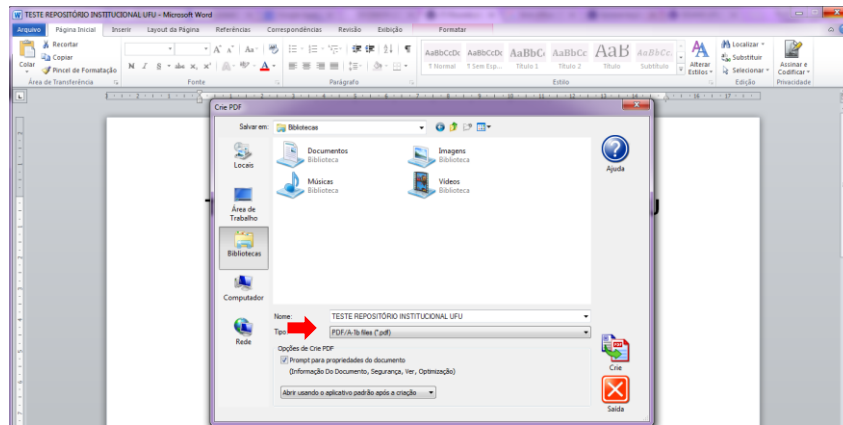 TESTE REPOSITÓRIO INSTITUCIONAL UFU - Microsoft Word
Arquivo Página Inicial Inserir Layout da Página Referências Correspondências Revisão Exibição Formatar
Recortar
Copiar
Colar
Pincel de Formatação
N I S abc x₂ x² A
AaBbCcDc AaBbCcDc AaBbC AaBbCc AaB AaBbCc.
¶ Normal ¶ Sem Esp... Título 1 Título 2 Título Subtítulo
Alterar Estilos
Localizar
Substituir
Selecionar
Assinar e Codificar
Área de Transferência Fonte Parágrafo Estilo Edição Privacidade
Crie PDF
Salvar em: Bibliotecas
Locais
Área de Trabalho
Bibliotecas
Computador
Rede
Documentos
Biblioteca
Imagens
Biblioteca
Músicas
Biblioteca
Vídeos
Biblioteca
Ajuda
Nome: TESTE REPOSITÓRIO INSTITUCIONAL UFU
Tipo PDF/A-1b files (*.pdf)
Opções de Crie PDF
Prompt para propriedades do documento
(Informação Do Documento, Segurança, Ver, Optimização)
Abrir usando o aplicativo padrão após a criação
Crie
Saída